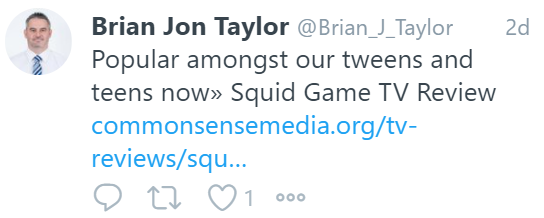 Brian Jon Taylor @Brian_J_Taylor 2d
Popular amongst our tweens and
teens now» Squid Game TV Review
commonsensemedia.org/tv-
reviews/squ...
1